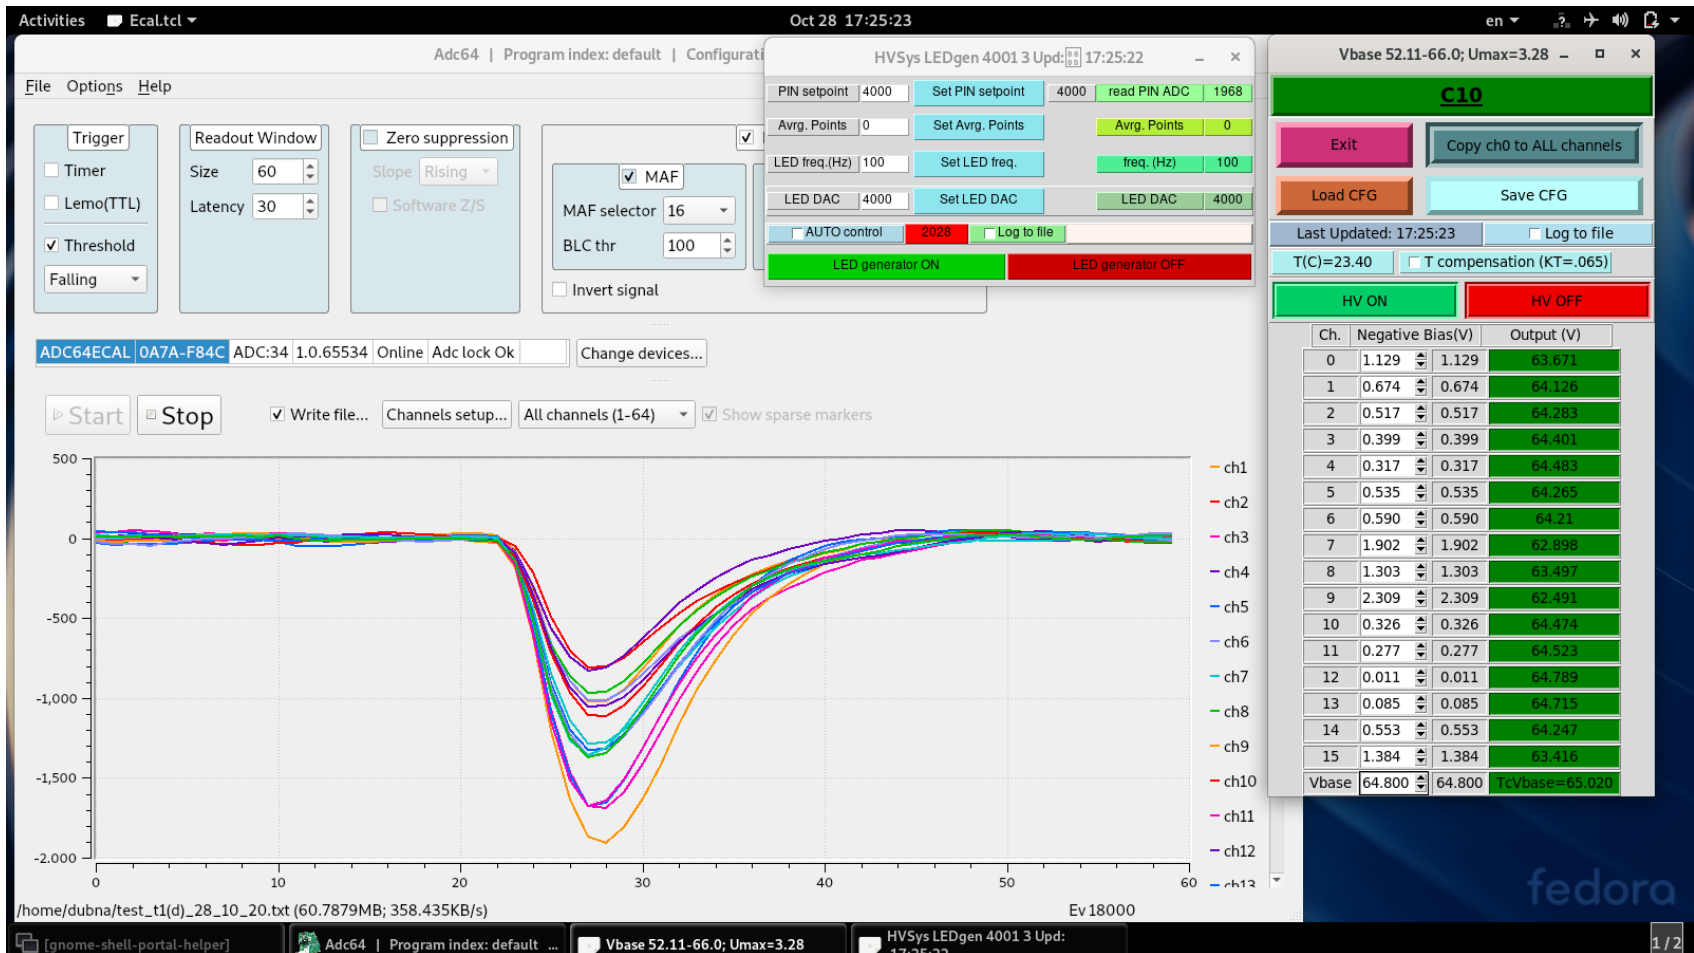 Activities Ecal.tcl Oct 28 17:25:23 en
Adc64 | Program index: default | Configurati
File Options Help
Trigger
Timer
Lemo(TTL)
Threshold
Falling
Readout Window
Size 60
Latency 30
Zero suppression
Slope Rising
Software Z/S
MAF
MAF selector 16
BLC thr 100
Invert signal
HVSys LEDgen 4001 3 Upd: 17:25:22
PIN setpoint 4000 Set PIN setpoint 4000 read PIN ADC 1968
Avrg. Points 0 Set Avrg. Points Avrg. Points 0
LED freq.(Hz) 100 Set LED freq. freq. (Hz) 100
LED DAC 4000 Set LED DAC LED DAC 4000
AUTO control 2028 Log to file
LED generator ON LED generator OFF
ADC64ECAL 0A7A-F84C ADC:34 1.0.65534 Online Adc lock Ok Change devices...
Start Stop Write file... Channels setup... All channels (1-64) Show sparse markers
500
0
-500
-1,000
-1,500
-2.000
0 10 20 30 40 50 60
ch1
ch2
ch3
ch4
ch5
ch6
ch7
ch8
ch9
ch10
ch11
ch12
ch13
/home/dubna/test_t1(d)_28_10_20.txt (60.7879MB; 358.435KB/s) Ev 18000
Vbase 52.11-66.0; Umax=3.28
C10
Exit Copy ch0 to ALL channels
Load CFG Save CFG
Last Updated: 17:25:23 Log to file
T(C)=23.40 T compensation (KT=.065)
HV ON HV OFF
Ch. Negative Bias(V) Output (V)
0 1.129 1.129 63.671
1 0.674 0.674 64.126
2 0.517 0.517 64.283
3 0.399 0.399 64.401
4 0.317 0.317 64.483
5 0.535 0.535 64.265
6 0.590 0.590 64.21
7 1.902 1.902 62.898
8 1.303 1.303 63.497
9 2.309 2.309 62.491
10 0.326 0.326 64.474
11 0.277 0.277 64.523
12 0.011 0.011 64.789
13 0.085 0.085 64.715
14 0.553 0.553 64.247
15 1.384 1.384 63.416
Vbase 64.800 64.800 TcVbase=65.020
fedora
[gnome-shell-portal-helper] Adc64 | Program index: default ... Vbase 52.11-66.0; Umax=3.28 HVSys LEDgen 4001 3 Upd:
17:25:22
1 / 2